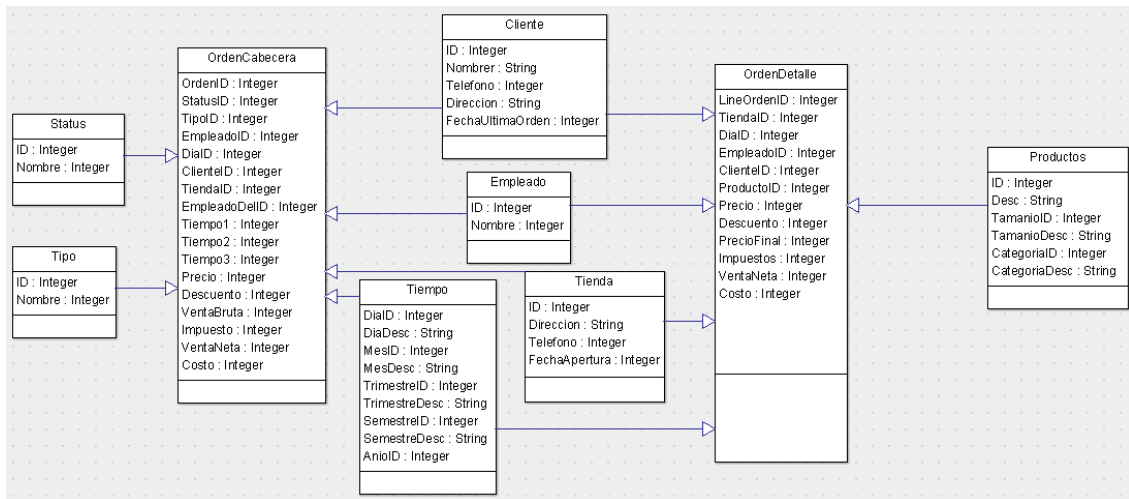 Cliente
ID : Integer
Nombrer : String
Telefono : Integer
Direccion : String
FechaUltimaOrden : Integer
OrdenCabecera
OrdenID : Integer
StatusID : Integer
TipoID : Integer
EmpleadoID : Integer
DiaID : Integer
ClienteID : Integer
TiendaID : Integer
EmpleadoDelID : Integer
Tiempo1 : Integer
Tiempo2 : Integer
Tiempo3 : Integer
Precio : Integer
Descuento : Integer
VentaBruta : Integer
Impuesto : Integer
VentaNeta : Integer
Costo : Integer
OrdenDetalle
LineOrdenID : Integer
TiendaID : Integer
DiaID : Integer
EmpleadoID : Integer
ClienteID : Integer
ProductoID : Integer
Precio : Integer
Descuento : Integer
PrecioFinal : Integer
Impuestos : Integer
VentaNeta : Integer
Costo : Integer
Status
ID : Integer
Nombre : Integer
Productos
ID : Integer
Desc : String
TamanioID : Integer
TamanioDesc : String
CategoriaID : Integer
CategoriaDesc : String
Empleado
ID : Integer
Nombre : Integer
Tipo
ID : Integer
Nombre : Integer
Tienda
ID : Integer
Direccion : String
Telefono : Integer
FechaApertura : Integer
Tiempo
DiaID : Integer
DiaDesc : String
MesID : Integer
MesDesc : String
TrimestreID : Integer
TrimestreDesc : String
SemestreID : Integer
SemestreDesc : String
AnioID : Integer